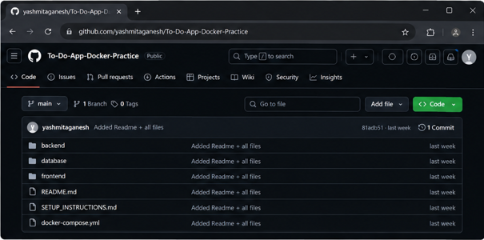 yashmitaganesh/To-Do-App-Docker-Practice
github.com/yashmitaganesh/To-Do-App-Docker-Practice
To-Do-App-Docker-Practice Public
Type / to search
Code Issues Pull requests Actions Projects Wiki Security Insights
main 1 Branch 0 Tags Go to file Add file Code
yashmitaganesh Added Readme + all files 81adb51 · last week 1 Commit
backend Added Readme + all files last week
database Added Readme + all files last week
frontend Added Readme + all files last week
README.md Added Readme + all files last week
SETUP_INSTRUCTIONS.md Added Readme + all files last week
docker-compose.yml Added Readme + all files last week